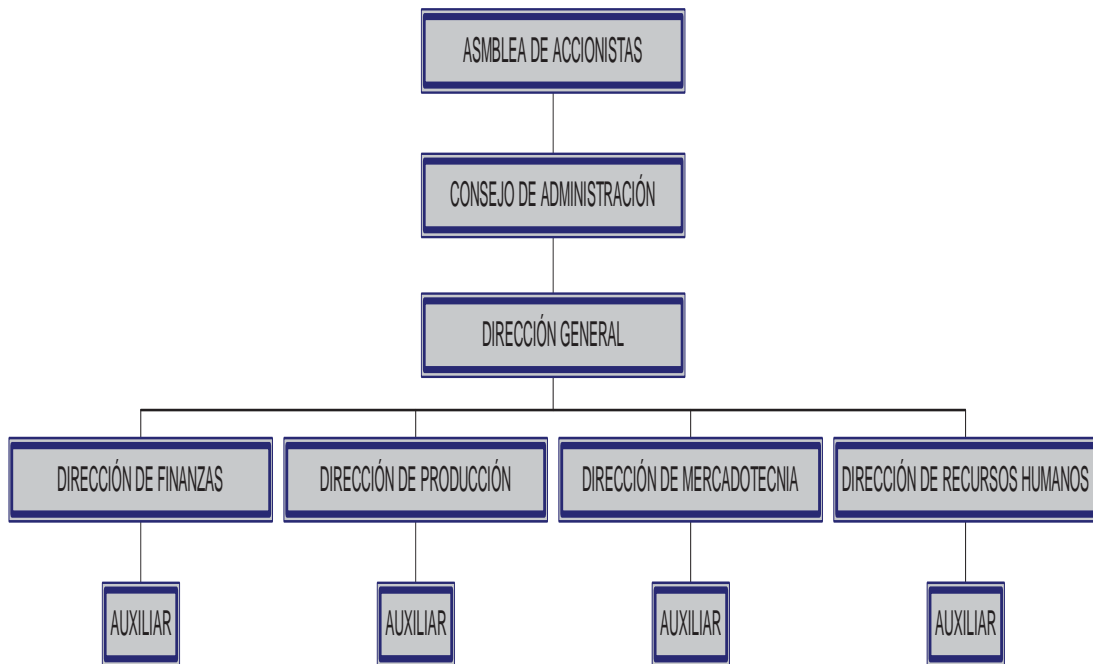 ASMBLEA DE ACCIONISTAS
CONSEJO DE ADMINISTRACIÓN
DIRECCIÓN GENERAL
DIRECCIÓN DE FINANZAS
DIRECCIÓN DE PRODUCCIÓN
DIRECCIÓN DE MERCADOTECNIA
DIRECCIÓN DE RECURSOS HUMANOS
AUXILIAR
AUXILIAR
AUXILIAR
AUXILIAR